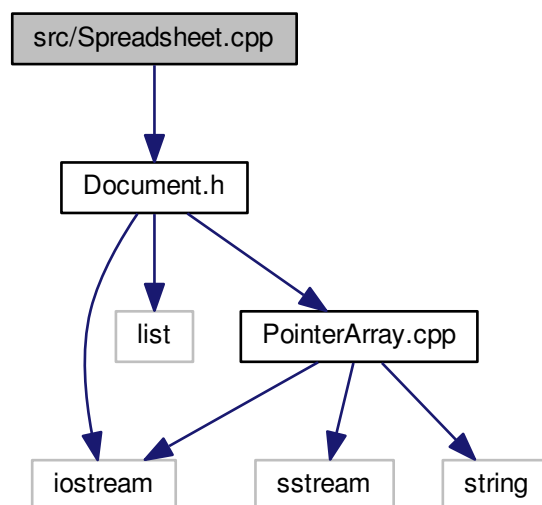 src/Spreadsheet.cpp
Document.h
list
PointerArray.cpp
iostream
sstream
string